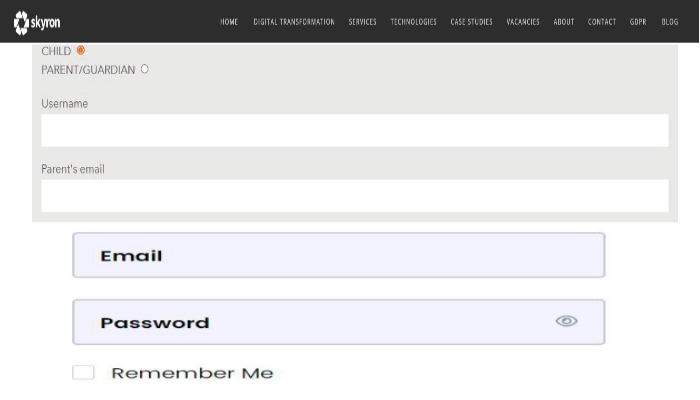 skyron HOME DIGITAL TRANSFORMATION SERVICES TECHNOLOGIES CASE STUDIES VACANCIES ABOUT CONTACT GDPR BLOG
CHILD
PARENT/GUARDIAN
Username
Parent's email
Email
Password
Remember Me